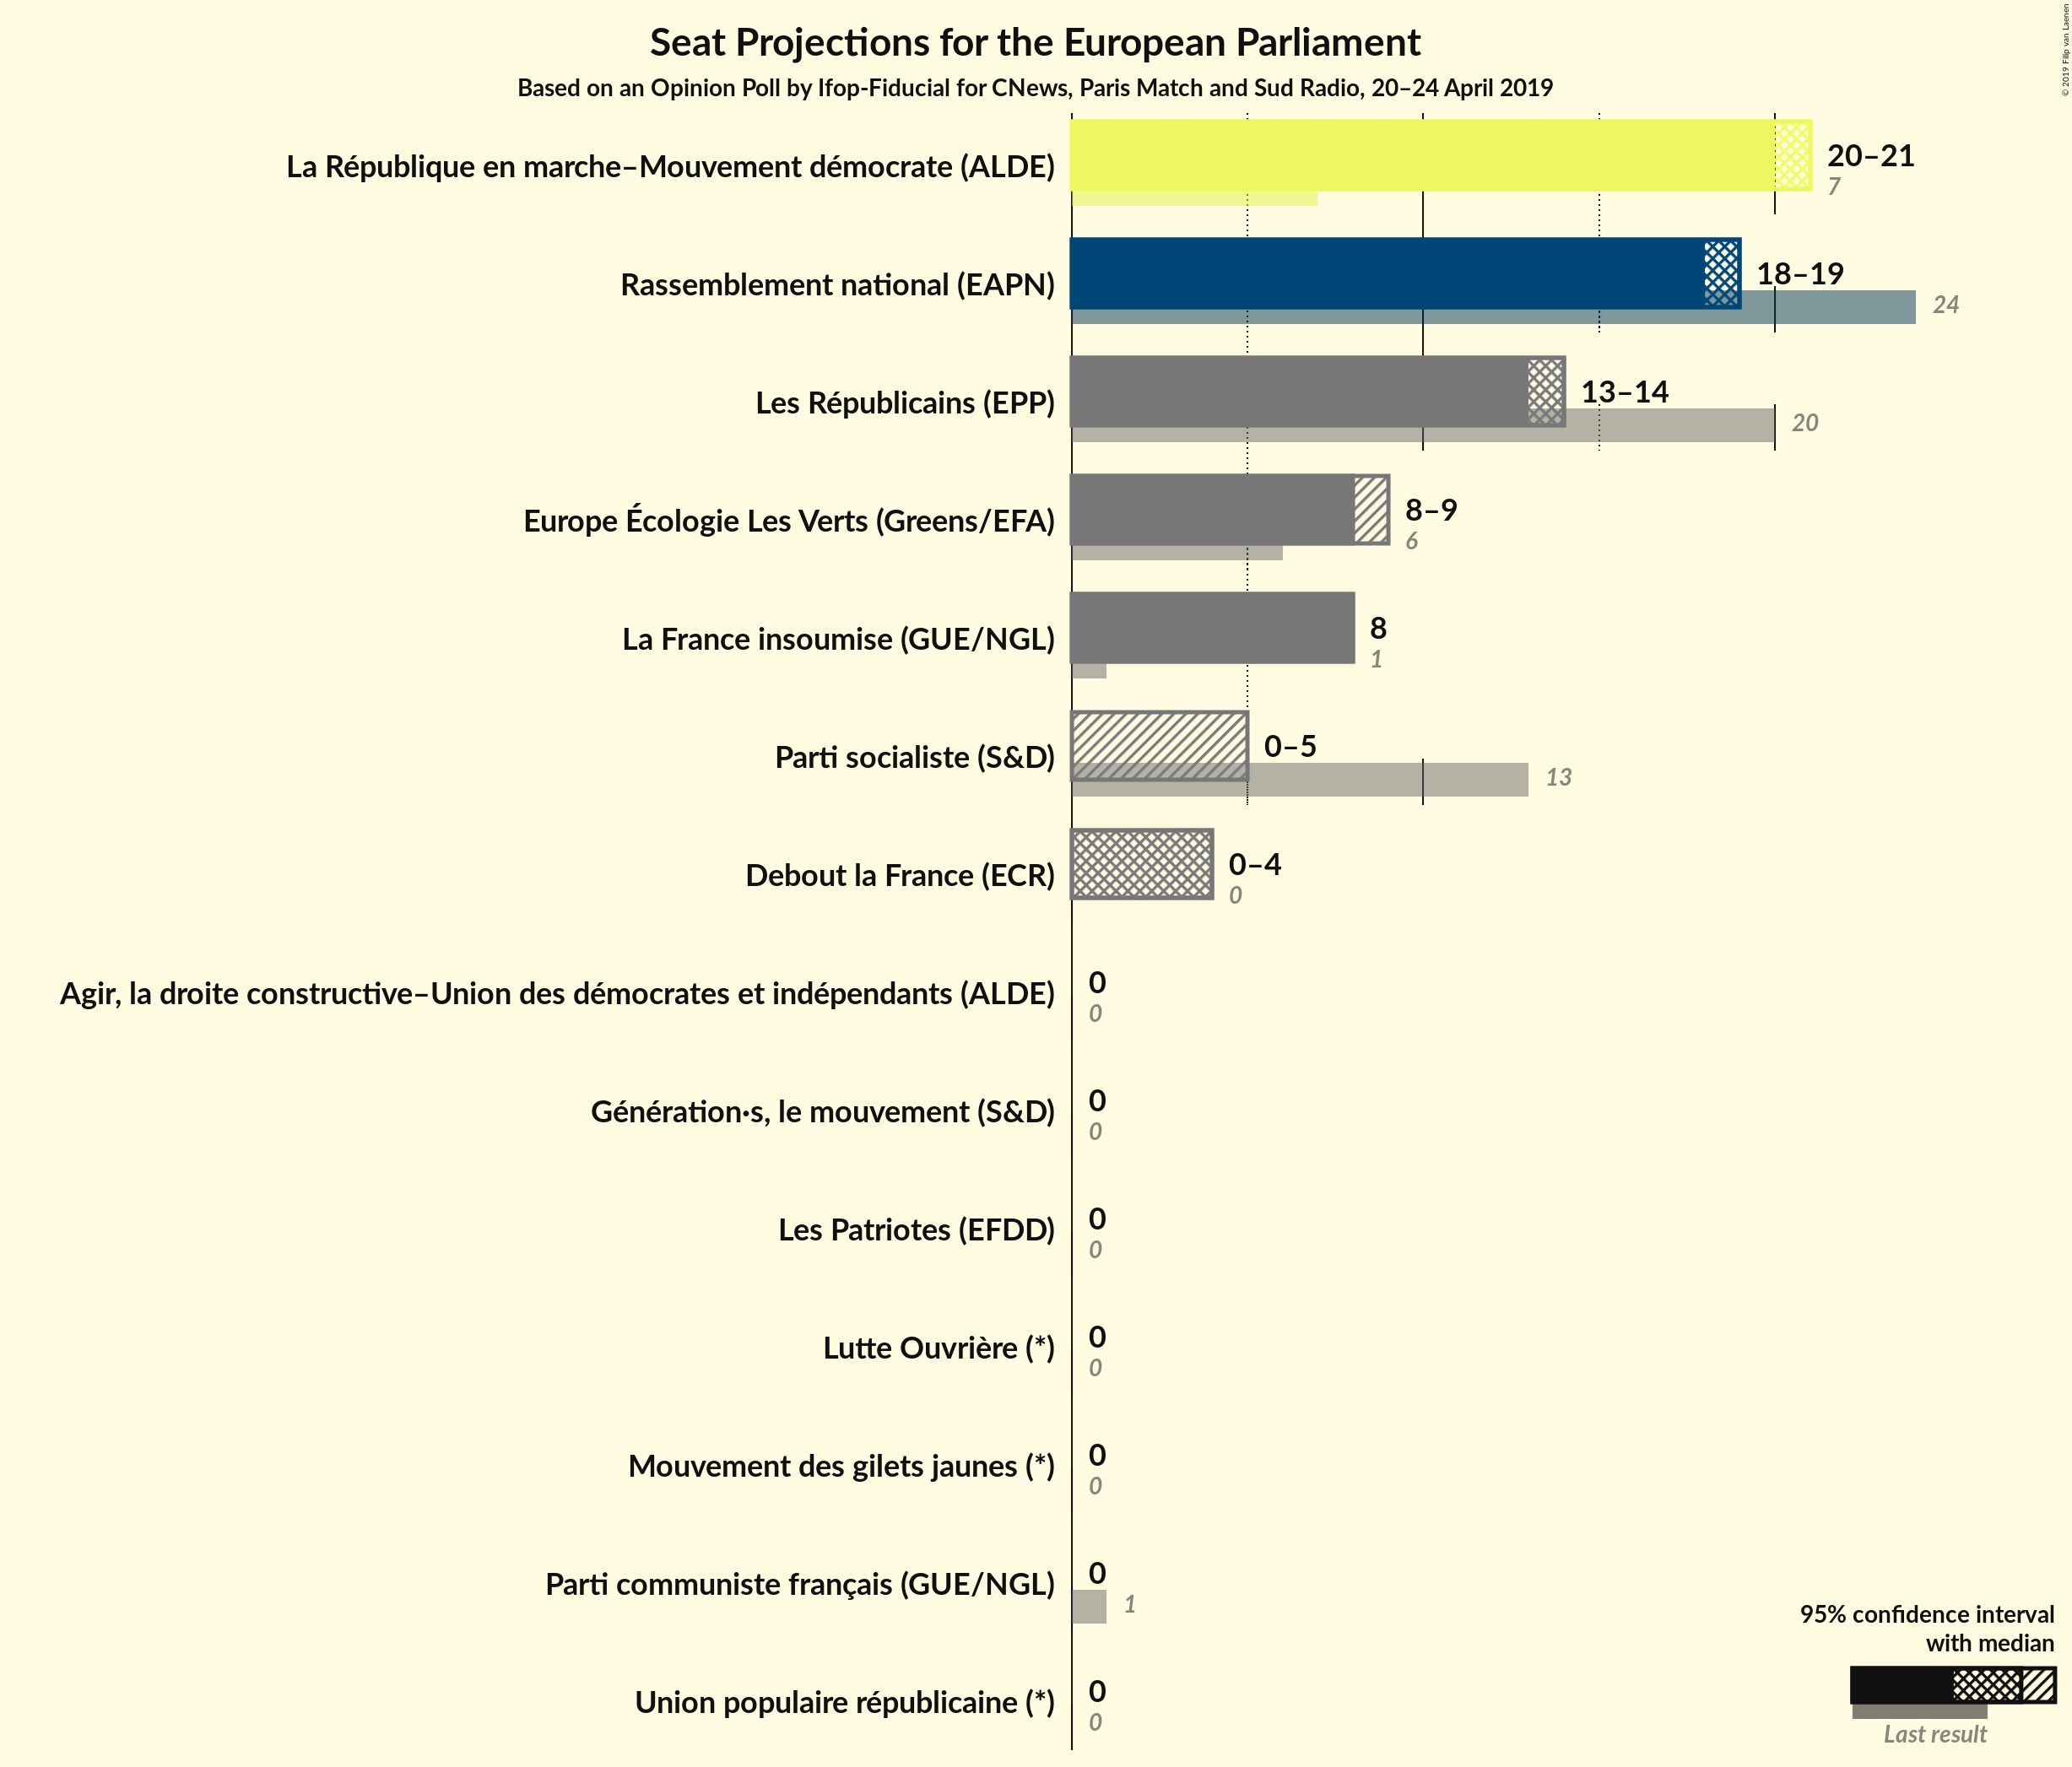 Seat Projections for the European Parliament
Based on an Opinion Poll by Ifop-Fiducial for CNews, Paris Match and Sud Radio, 20–24 April 2019
© 2019 Filip van Laenen
La République en marche–Mouvement démocrate (ALDE)
20–21
7
Rassemblement national (EAPN)
18–19
24
Les Républicains (EPP)
13–14
20
Europe Écologie Les Verts (Greens/EFA)
8–9
6
La France insoumise (GUE/NGL)
8
1
Parti socialiste (S&D)
0–5
13
Debout la France (ECR)
0–4
0
Agir, la droite constructive–Union des démocrates et indépendants (ALDE)
0
0
Génération·s, le mouvement (S&D)
0
0
Les Patriotes (EFDD)
0
0
Lutte Ouvrière (*)
0
0
Mouvement des gilets jaunes (*)
0
0
Parti communiste français (GUE/NGL)
0
1
Union populaire républicaine (*)
0
0
95% confidence interval
with median
Last result